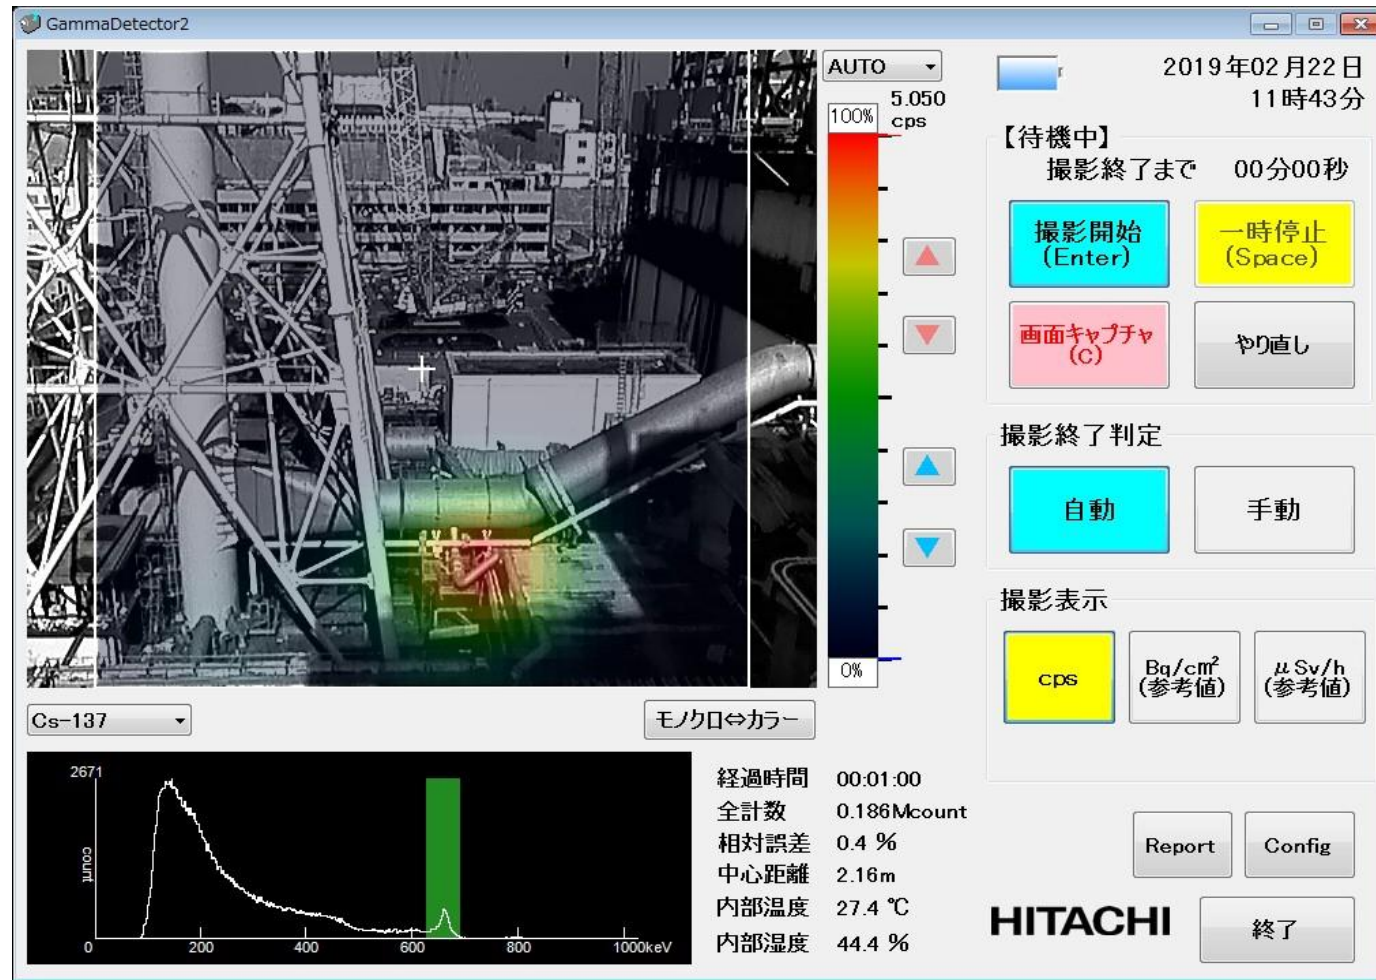 GammaDetector2
AUTO
5.050
cps
100%
0%
2019年02月22日
11時43分
【待機中】
撮影終了まで 00分00秒
撮影開始
(Enter)
一時停止
(Space)
画面キャプチャ
(C)
やり直し
撮影終了判定
自動
手動
撮影表示
cps
Bq/cm²
(参考値)
μSv/h
(参考値)
Cs-137
モノクロ⇔カラー
2671
count
0 200 400 600 800 1000keV
経過時間 00:01:00
全計数 0.186Mcount
相対誤差 0.4 %
中心距離 2.16m
内部温度 27.4 ℃
内部湿度 44.4 %
Report
Config
HITACHI
終了